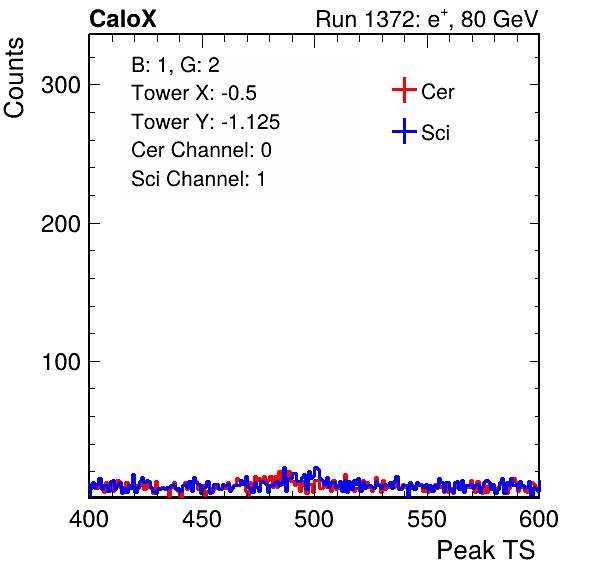 CaloX Run 1372: e⁺, 80 GeV
Counts
B: 1, G: 2
Tower X: -0.5
Tower Y: -1.125
Cer Channel: 0
Sci Channel: 1
Cer
Sci
300
200
100
400 450 500 550 600
Peak TS